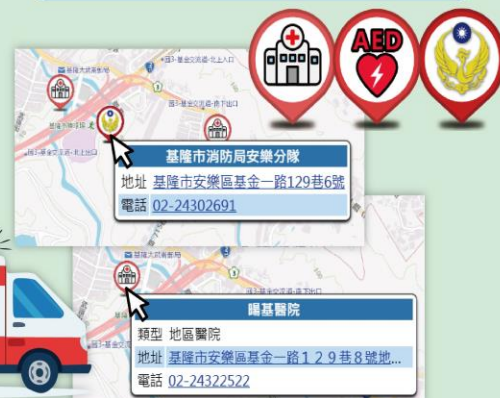 AED
基隆市消防局安樂分隊
地址 基隆市安樂區基金一路129巷6號
電話 02-24302691
暘基醫院
類型 地區醫院
地址 基隆市安樂區基金一路１２９巷８號地...
電話 02-24322522